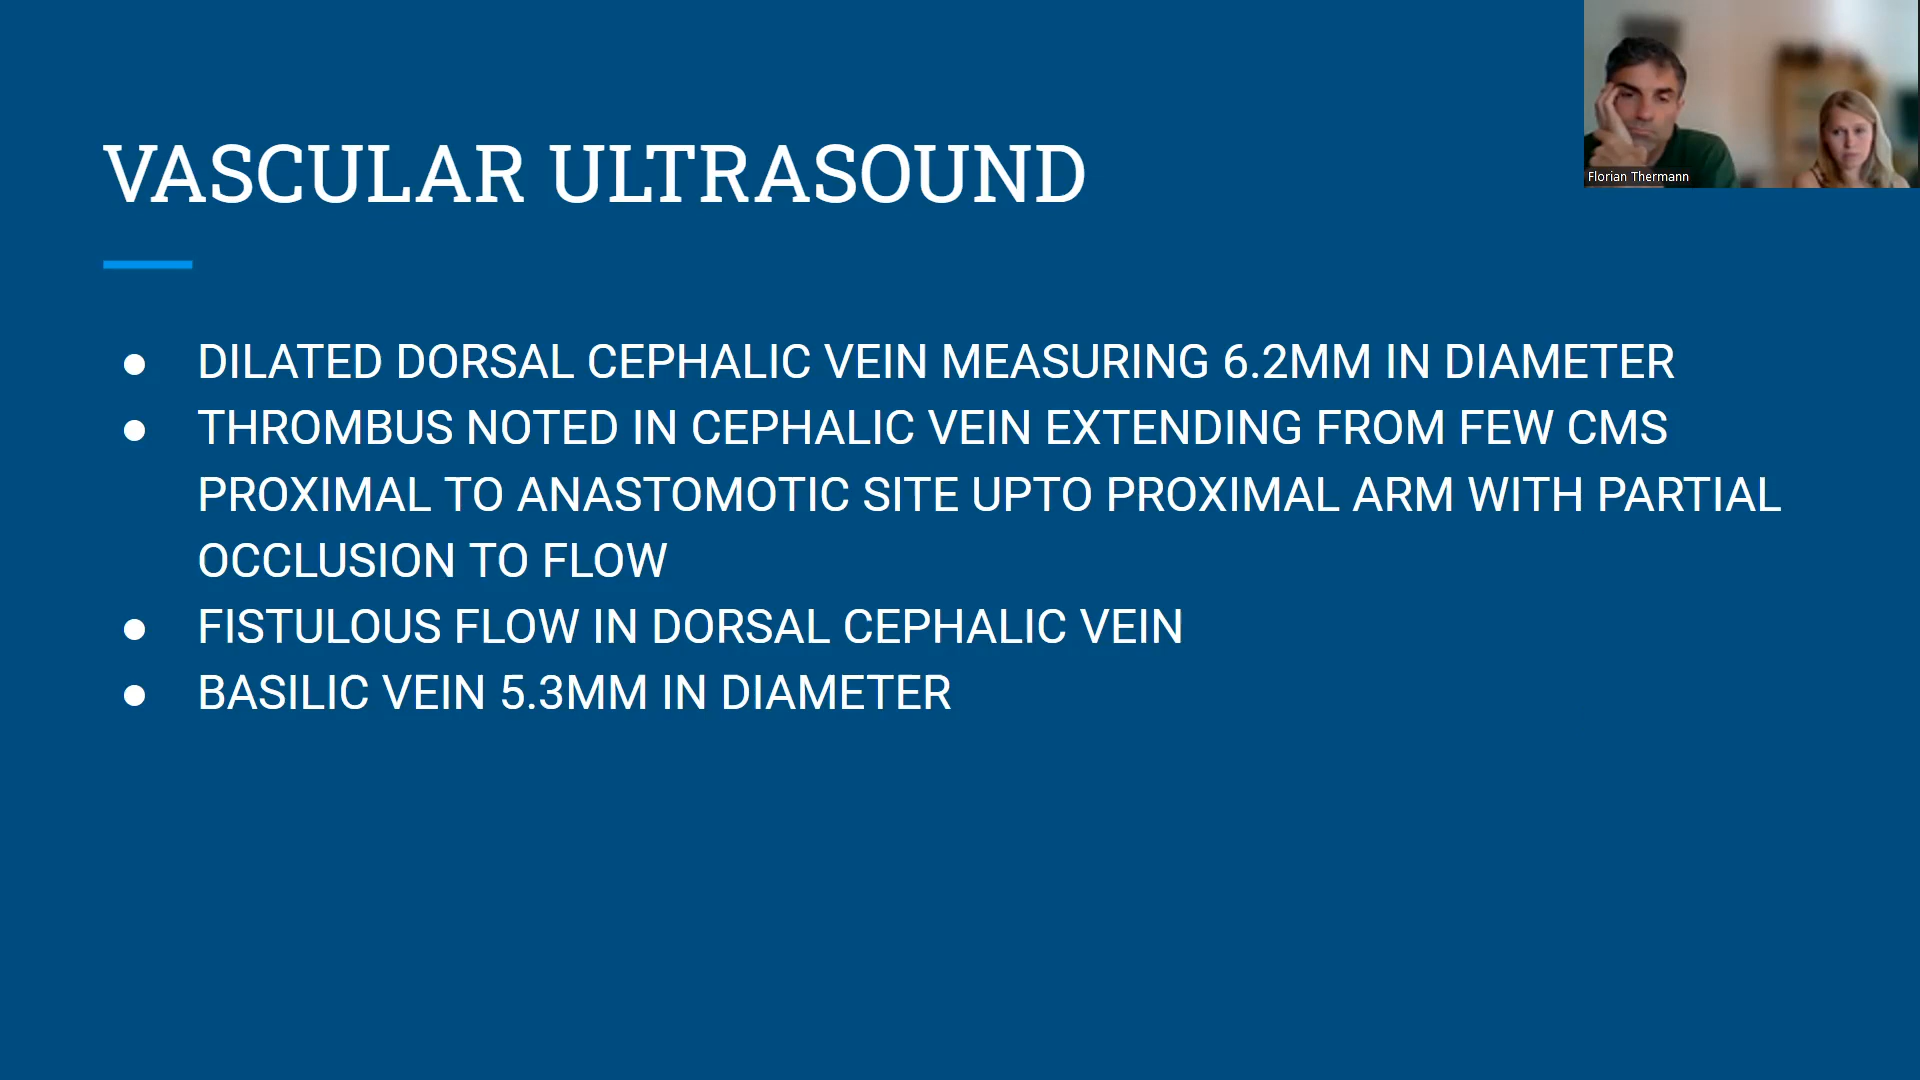 VASCULAR ULTRASOUND
Florian Thermann
● DILATED DORSAL CEPHALIC VEIN MEASURING 6.2MM IN DIAMETER
● THROMBUS NOTED IN CEPHALIC VEIN EXTENDING FROM FEW CMS
PROXIMAL TO ANASTOMOTIC SITE UPTO PROXIMAL ARM WITH PARTIAL
OCCLUSION TO FLOW
● FISTULOUS FLOW IN DORSAL CEPHALIC VEIN
● BASILIC VEIN 5.3MM IN DIAMETER